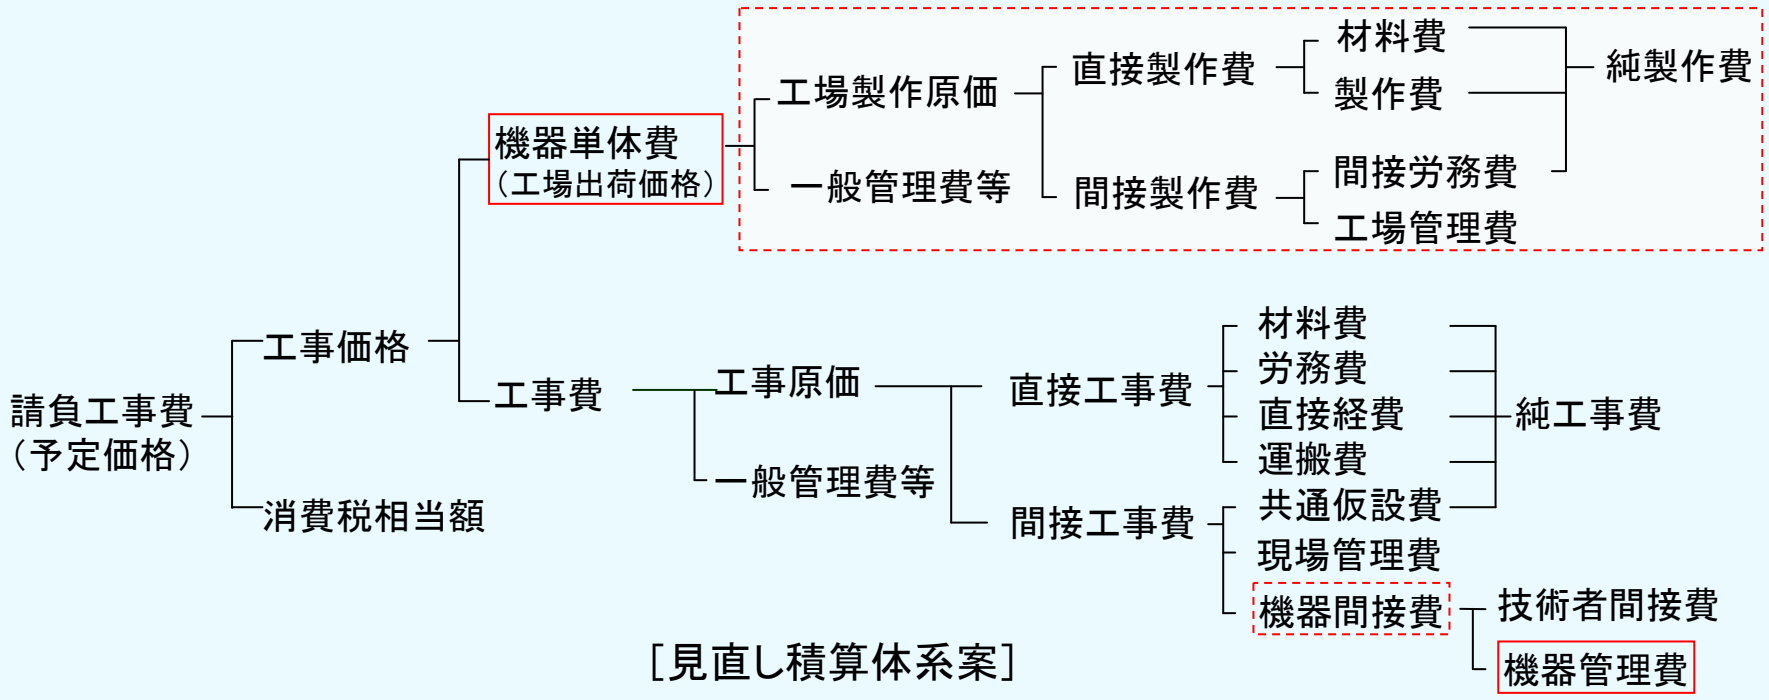 材料費
直接製作費
純製作費
工場製作原価
製作費
機器単体費
（工場出荷価格）
間接労務費
一般管理費等
間接製作費
工場管理費
工事価格
材料費
労務費
工事原価
直接工事費
工事費
請負工事費
（予定価格）
直接経費
純工事費
運搬費
一般管理費等
共通仮設費
消費税相当額
間接工事費
現場管理費
機器間接費
技術者間接費
機器管理費
［見直し積算体系案］